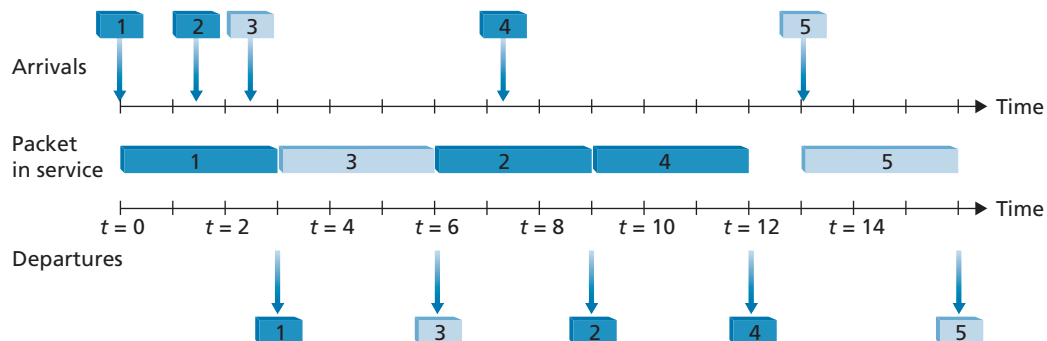 1 2 3 4 5
Arrivals
Time
Packet
in service
1 3 2 4 5
Time
t = 0 t = 2 t = 4 t = 6 t = 8 t = 10 t = 12 t = 14
Departures
1 3 2 4 5